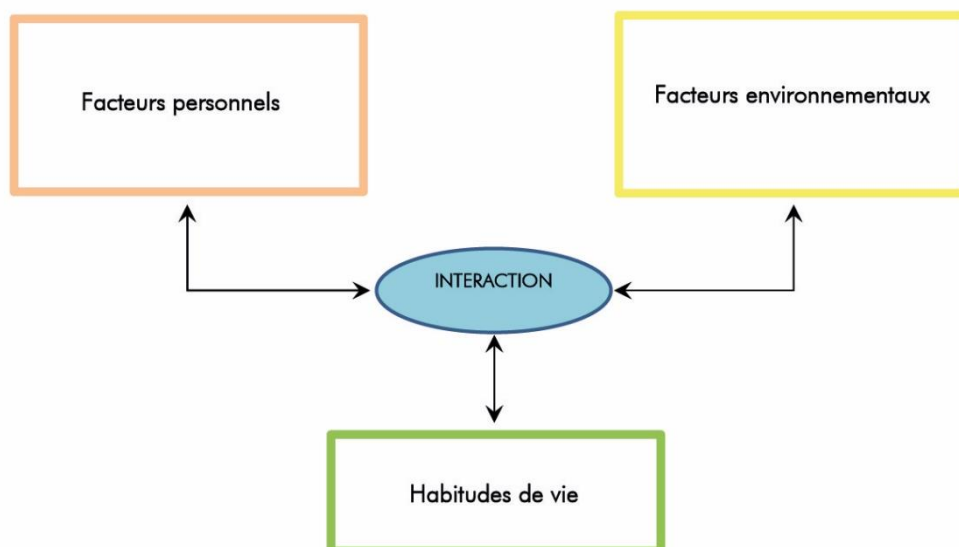 Facteurs personnels
Facteurs environnementaux
INTERACTION
Habitudes de vie